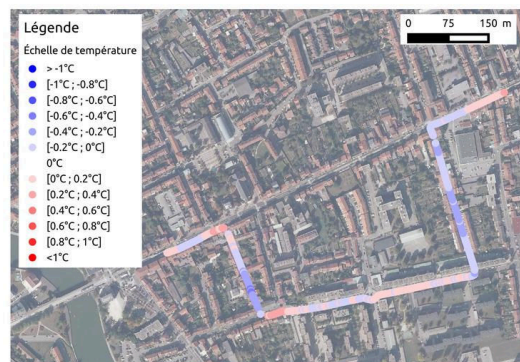 Légende
Échelle de température
> -1°C
[-1°C ; -0.8°C]
[-0.8°C ; -0.6°C]
[-0.6°C ; -0.4°C]
[-0.4°C ; -0.2°C]
[-0.2°C ; 0°C]
0°C
[0°C ; 0.2°C]
[0.2°C ; 0.4°C]
[0.4°C ; 0.6°C]
[0.6°C ; 0.8°C]
[0.8°C ; 1°C]
<1°C
0 75 150 m